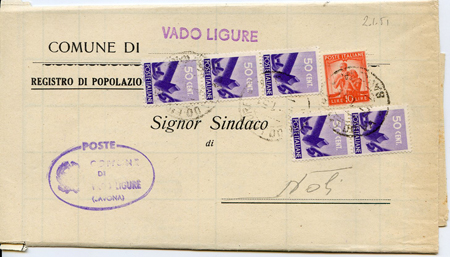 2.1.51
VADO LIGURE
COMUNE DI
REGISTRO DI POPOLAZIO
50 CENT. POSTE ITALIANE
50 CENT. POSTE ITALIANE
50 CENT. POSTE ITALIANE
POSTE ITALIANE
LIRE 10 LIRE
Signor Sindaco
di
50 CENT. POSTE ITALIANE
50 CENT. POSTE ITALIANE
POSTE
COMUNE
DI
VADO LIGURE
(SAVONA)
Noli